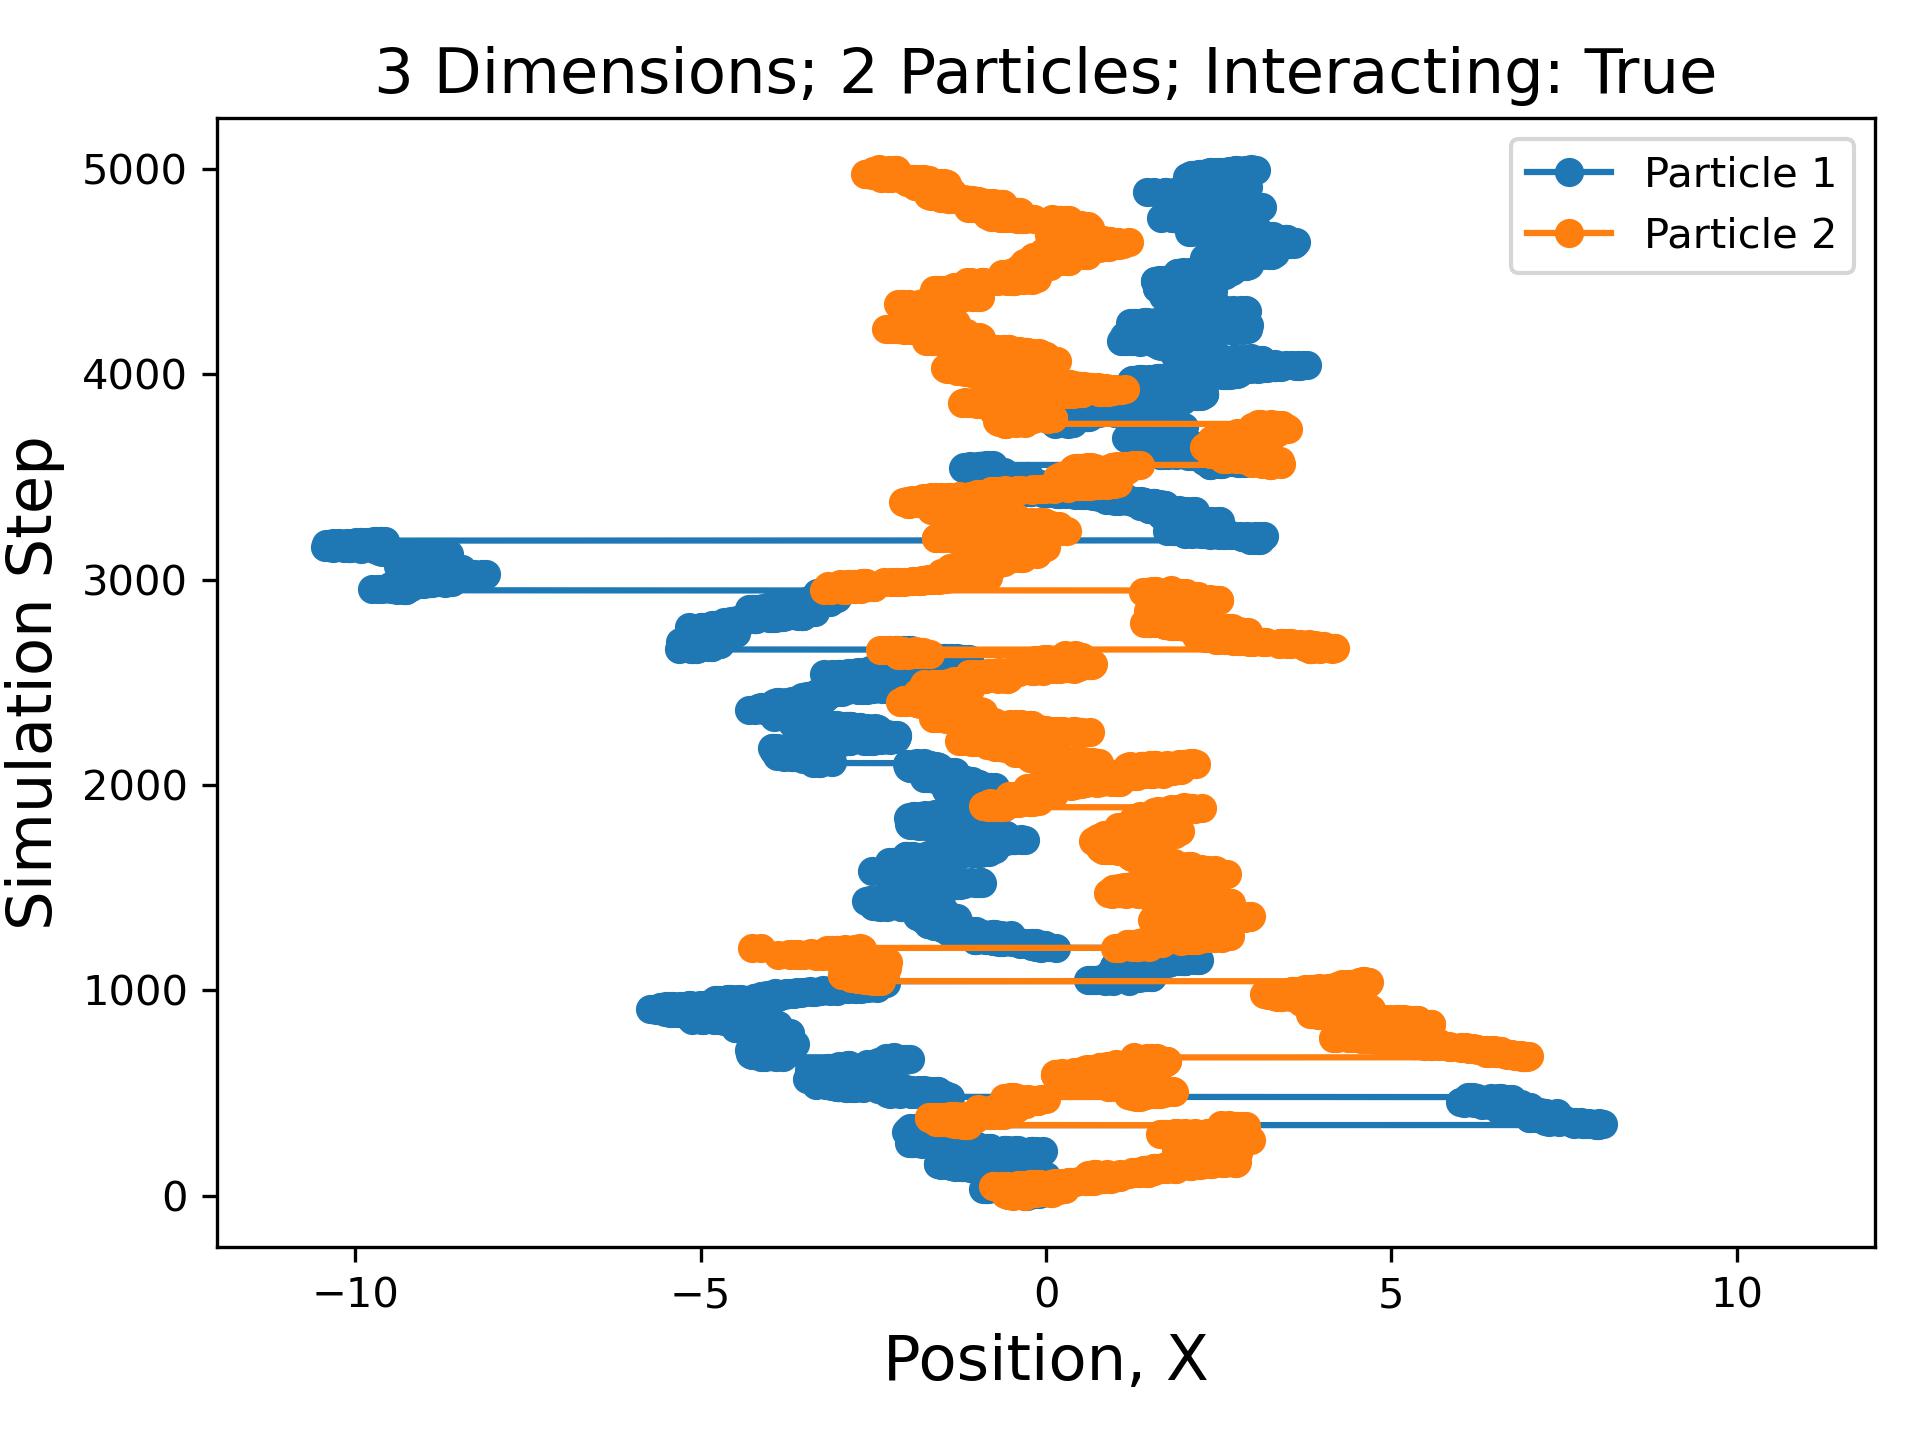 3 Dimensions; 2 Particles; Interacting: True
Particle 1
Particle 2
Simulation Step
5000
4000
3000
2000
1000
0
−10
−5
0
5
10
Position, X